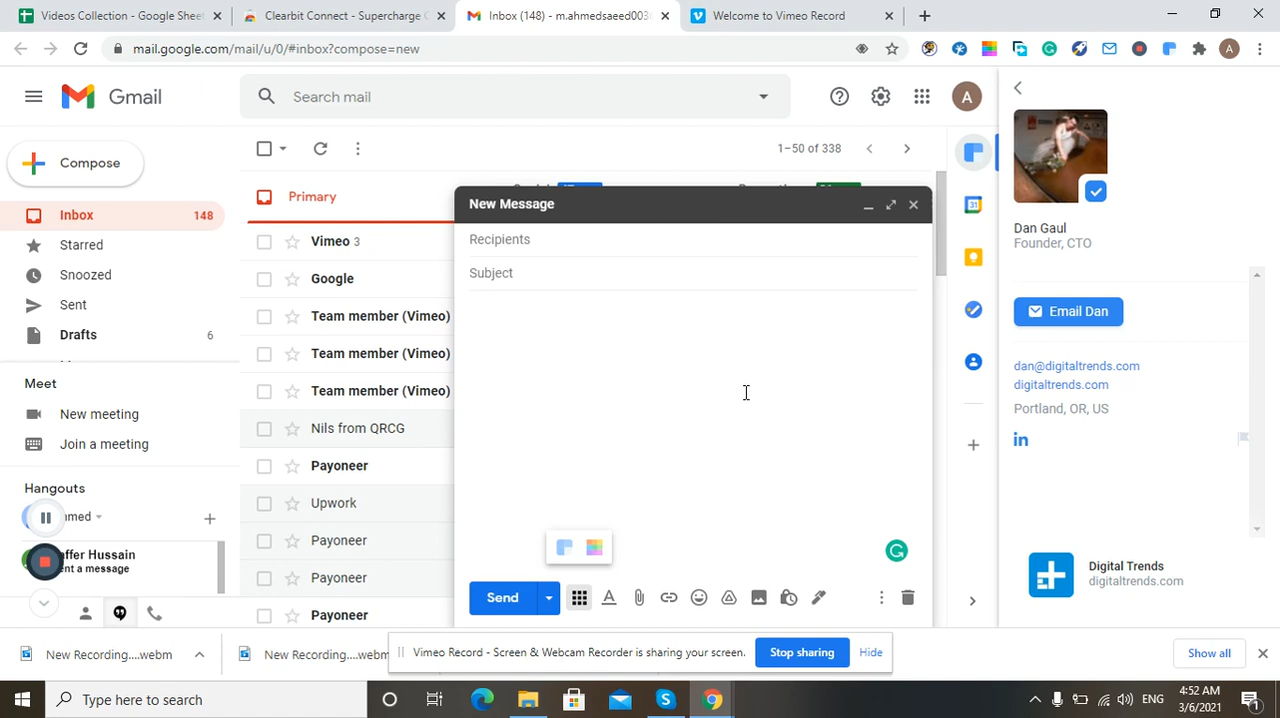 Videos Collection - Google Sheet
Clearbit Connect - Supercharge G
Inbox (148) - m.ahmedsaeed003
Welcome to Vimeo Record
mail.google.com/mail/u/0/#inbox?compose=new
A
Gmail
Search mail
A
Compose
1–50 of 338
Inbox 148
Starred
Snoozed
Sent
Drafts 6
Primary
Vimeo 3
Google
Team member (Vimeo)
Team member (Vimeo)
Team member (Vimeo)
Nils from QRCG
Payoneer
Upwork
Payoneer
Payoneer
Payoneer
New Message
Recipients
Subject
Send
Meet
New meeting
Join a meeting
Hangouts
Dan Gaul
Founder, CTO
Email Dan
dan@digitaltrends.com
digitaltrends.com
Portland, OR, US
in
Digital Trends
digitaltrends.com
New Recording....webm
New Recording....webm
Vimeo Record - Screen & Webcam Recorder is sharing your screen.
Stop sharing
Hide
Show all
Type here to search
ENG
4:52 AM
3/6/2021